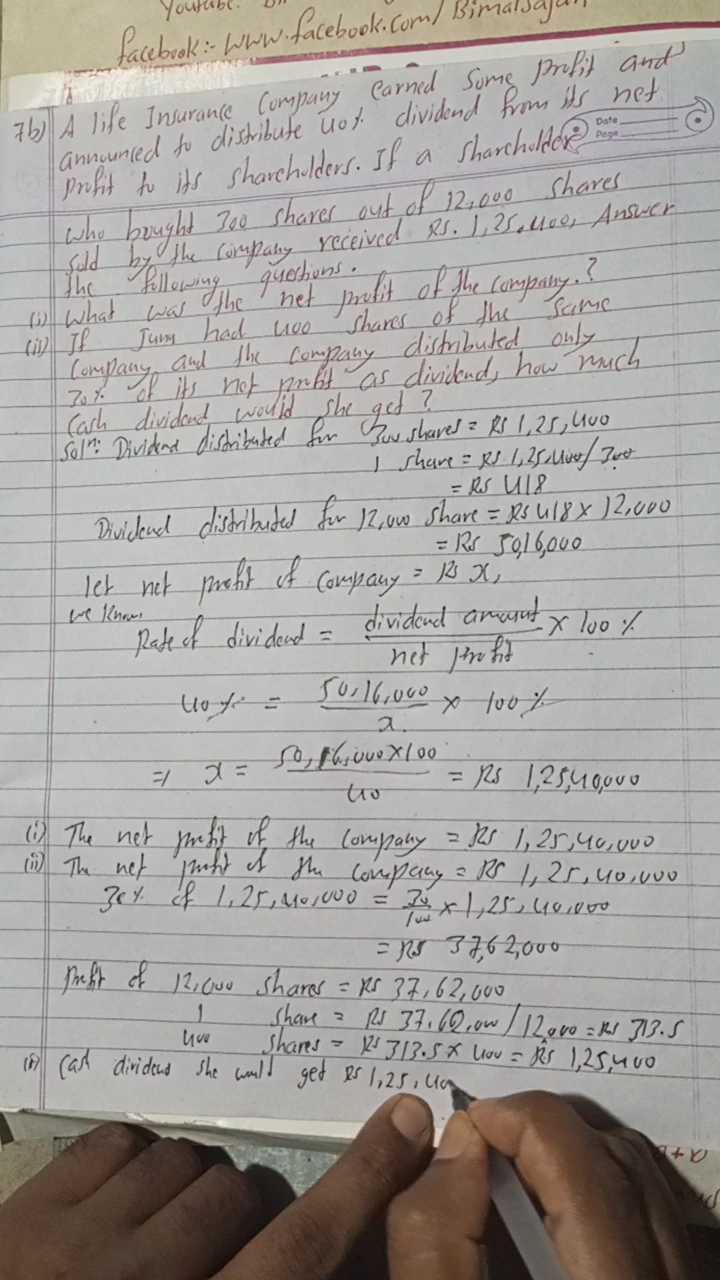 Youtube:
facebook:- www.facebook.com/Bimalsajan
7b) A life Insurance Company earned some profit and
announced to distribute 40% dividend from its net
Date
Page
profit to its shareholders. If a shareholder
who bought 300 shares out of 12,000 shares
sold by the company received Rs. 1,25,400, Answer
the following questions.
(i) What was the net profit of the company.?
(ii) If Junu had 400 shares of the same
Company and the company distributed only
30% of its net profit as dividend, how much
Cash dividend would she get?
Soln: Dividend distributed for 300 shares = Rs 1,25,400
1 share = Rs 1,25,400/300
= Rs 418
Dividend distributed for 12,000 share = Rs 418 × 12,000
= Rs 50,16,000
let net profit of company = Rs x,
we know,
Rate of dividend = dividend amount/net profit × 100%
40% = 50,16,000/x × 100%
⇒ x = 50,16,000×100/40 = Rs 1,25,40,000
(i) The net profit of the company = Rs 1,25,40,000
(ii) The net profit of the company = Rs 1,25,40,000
30% of 1,25,40,000 = 30/100 × 1,25,40,000
= Rs 37,62,000
profit of 12,000 shares = Rs 37,62,000
1 share = Rs 37,62,000/12,000 = Rs 313.5
400 shares = Rs 313.5 × 400 = Rs 1,25,400
(ii) Cash dividend she would get Rs 1,25,40
a+